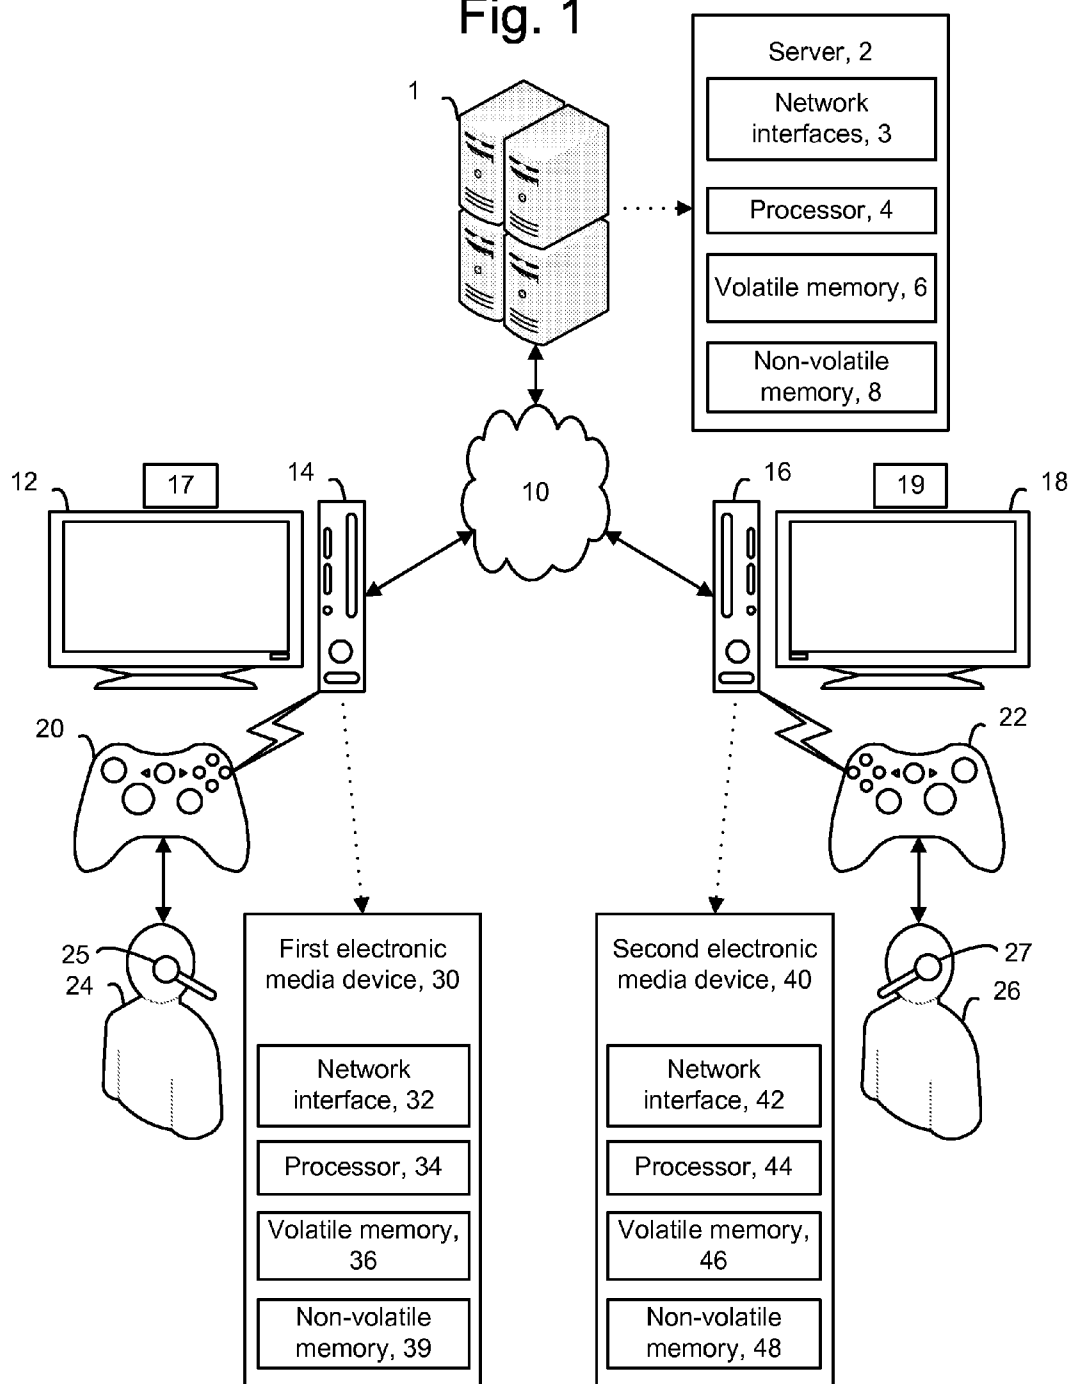 Fig. 1
1
Server, 2
Network
interfaces, 3
Processor, 4
Volatile memory, 6
Non-volatile
memory, 8
10
12
17
14
16
19
18
20
22
25
24
27
26
First electronic
media device, 30
Network
interface, 32
Processor, 34
Volatile memory,
36
Non-volatile
memory, 39
Second electronic
media device, 40
Network
interface, 42
Processor, 44
Volatile memory,
46
Non-volatile
memory, 48